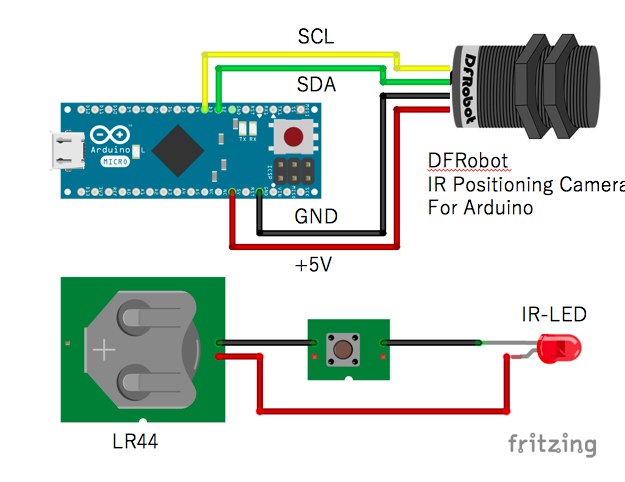 SCL
SDA
DFRobot
Arduino
MICRO
L
TX RX
ICSP
DFRobot
IR Positioning Camera
For Arduino
GND
+5V
IR-LED
LR44
fritzing